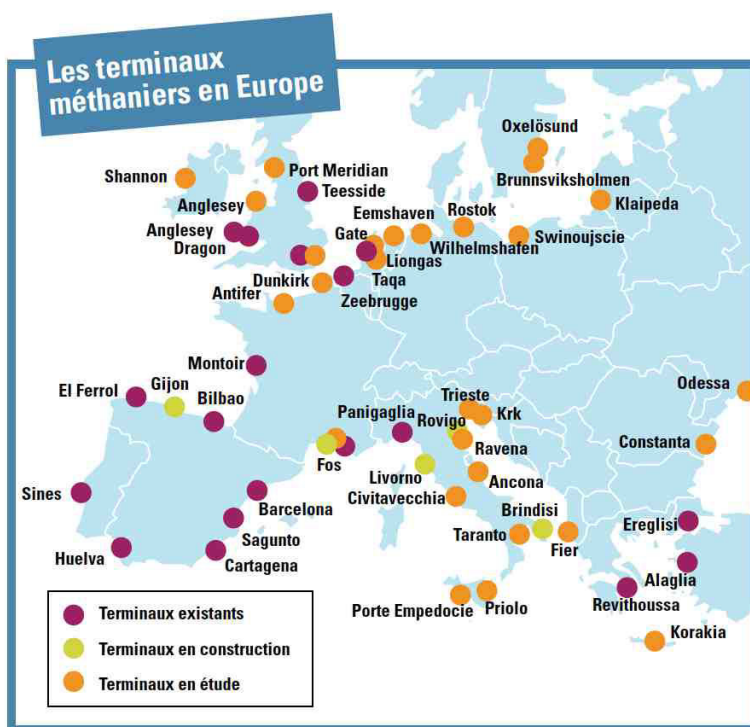 Les terminaux
méthaniers en Europe
Oxelösund
Shannon
Port Meridian
Teesside
Brunnsviksholmen
Klaipeda
Anglesey
Eemshaven
Rostok
Anglesey
Dragon
Gate
Wilhelmshafen
Swinoujscie
Liongas
Dunkirk
Taqa
Antifer
Zeebrugge
Montoir
El Ferrol
Gijon
Bilbao
Trieste
Odessa
Panigaglia
Rovigo
Krk
Fos
Ravena
Constanta
Livorno
Ancona
Sines
Civitavecchia
Barcelona
Brindisi
Ereglisi
Sagunto
Taranto
Fier
Huelva
Cartagena
Alaglia
Revithoussa
Porte Empedocie
Priolo
Korakia
Terminaux existants
Terminaux en construction
Terminaux en étude